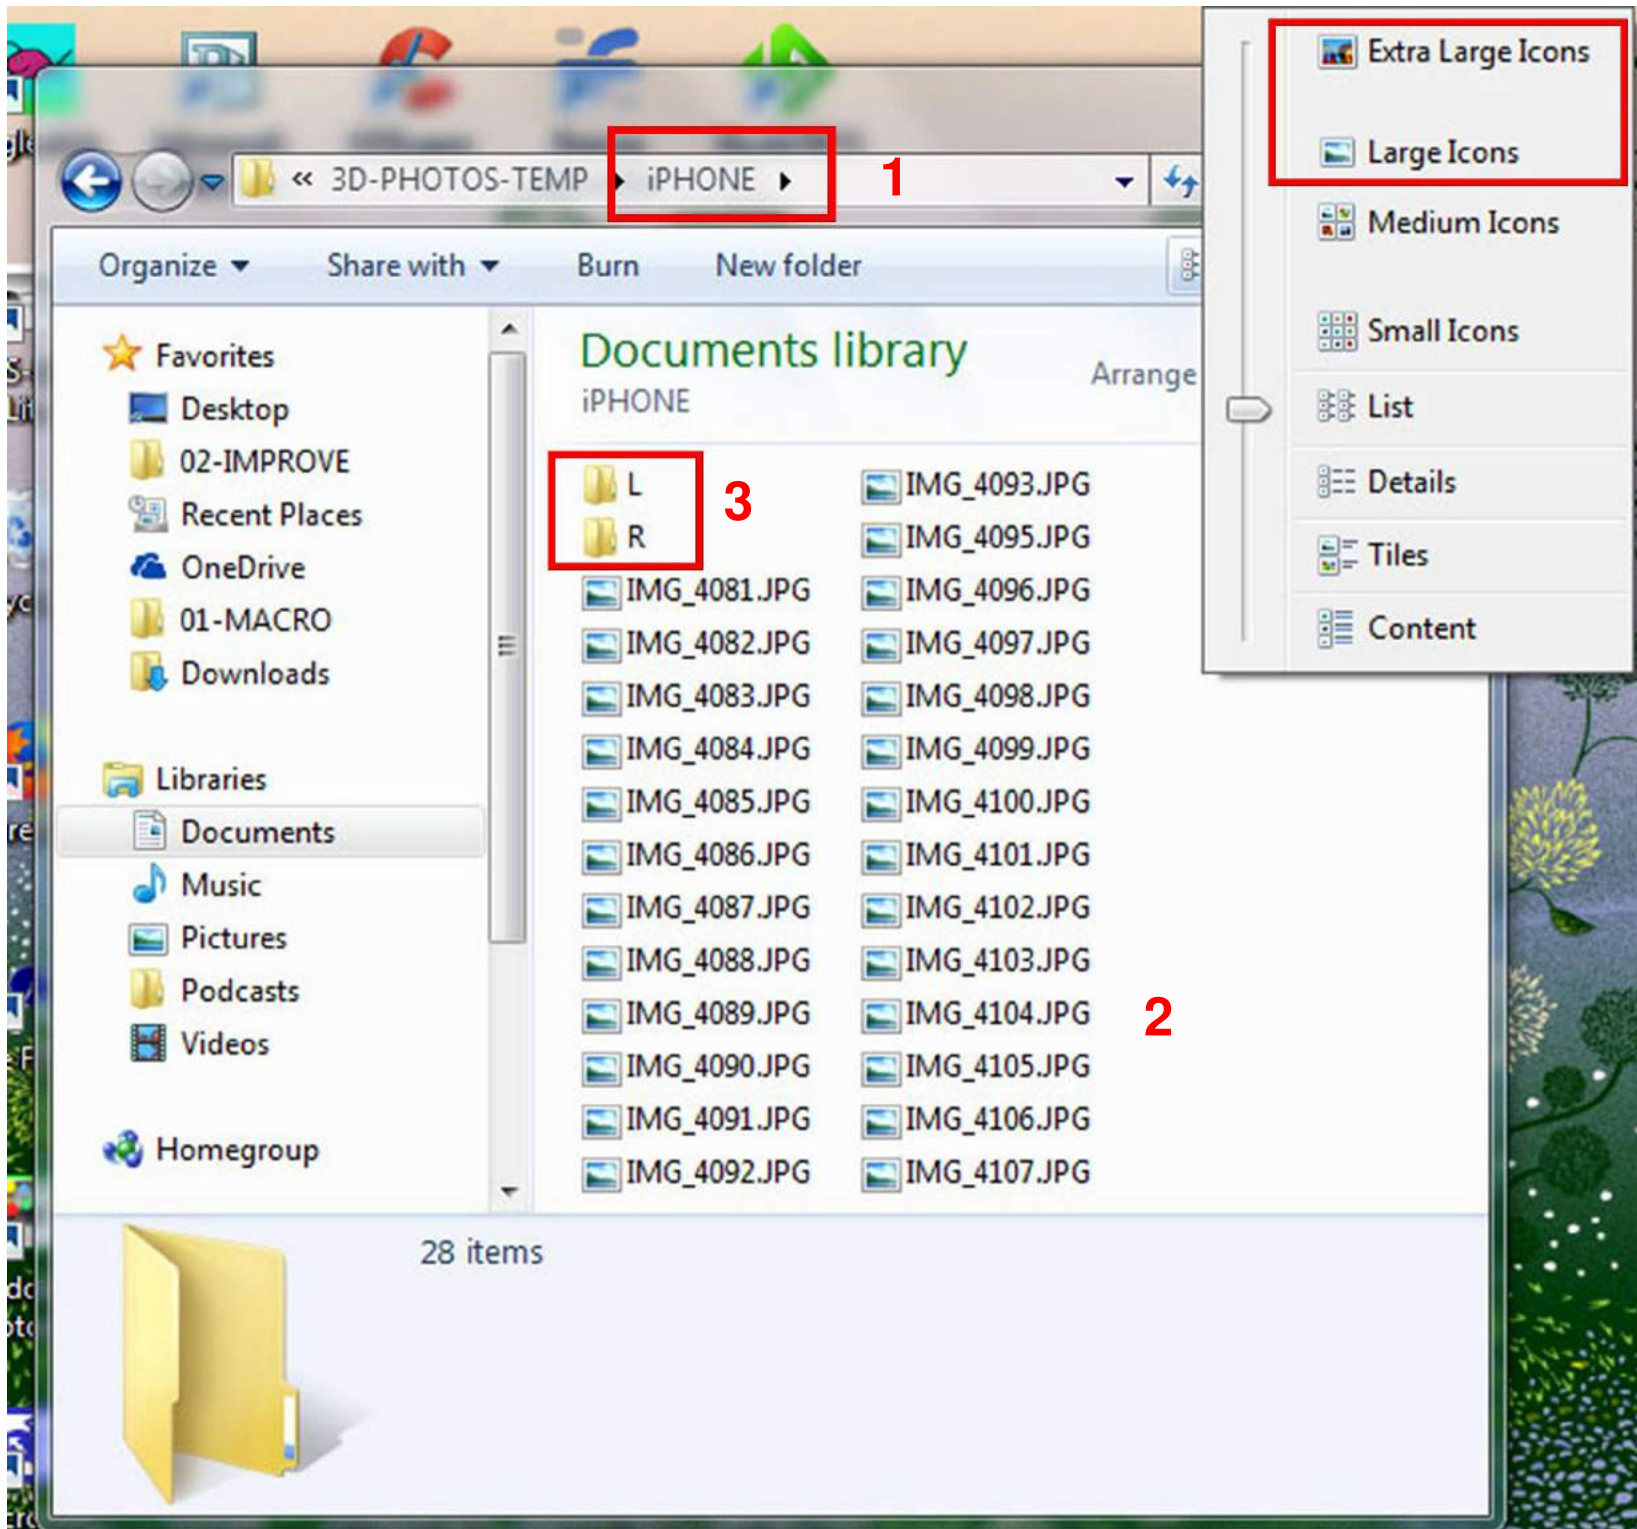 Extra Large Icons
Large Icons
Medium Icons
Small Icons
List
Details
Tiles
Content
« 3D-PHOTOS-TEMP iPHONE
1
Organize Share with Burn New folder
Favorites
Desktop
02-IMPROVE
Recent Places
OneDrive
01-MACRO
Downloads
Libraries
Documents
Music
Pictures
Podcasts
Videos
Homegroup
Documents library
iPHONE
Arrange
L
R
3
IMG_4081.JPG
IMG_4082.JPG
IMG_4083.JPG
IMG_4084.JPG
IMG_4085.JPG
IMG_4086.JPG
IMG_4087.JPG
IMG_4088.JPG
IMG_4089.JPG
IMG_4090.JPG
IMG_4091.JPG
IMG_4092.JPG
IMG_4093.JPG
IMG_4095.JPG
IMG_4096.JPG
IMG_4097.JPG
IMG_4098.JPG
IMG_4099.JPG
IMG_4100.JPG
IMG_4101.JPG
IMG_4102.JPG
IMG_4103.JPG
IMG_4104.JPG
IMG_4105.JPG
IMG_4106.JPG
IMG_4107.JPG
2
28 items